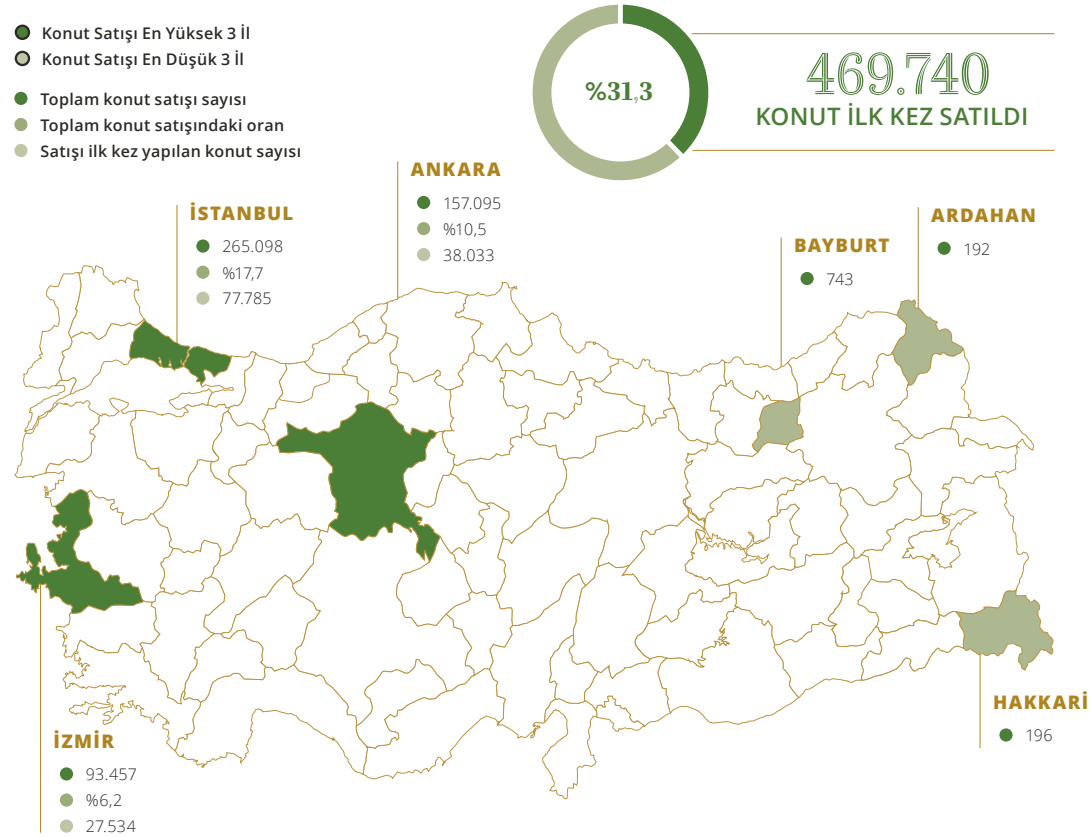 Konut Satışı En Yüksek 3 İl
Konut Satışı En Düşük 3 İl
Toplam konut satışı sayısı
Toplam konut satışındaki oran
Satışı ilk kez yapılan konut sayısı
%31,3
469.740
KONUT İLK KEZ SATILDI
ANKARA
157.095
%10,5
38.033
İSTANBUL
265.098
%17,7
77.785
BAYBURT
743
ARDAHAN
192
HAKKARİ
196
İZMİR
93.457
%6,2
27.534